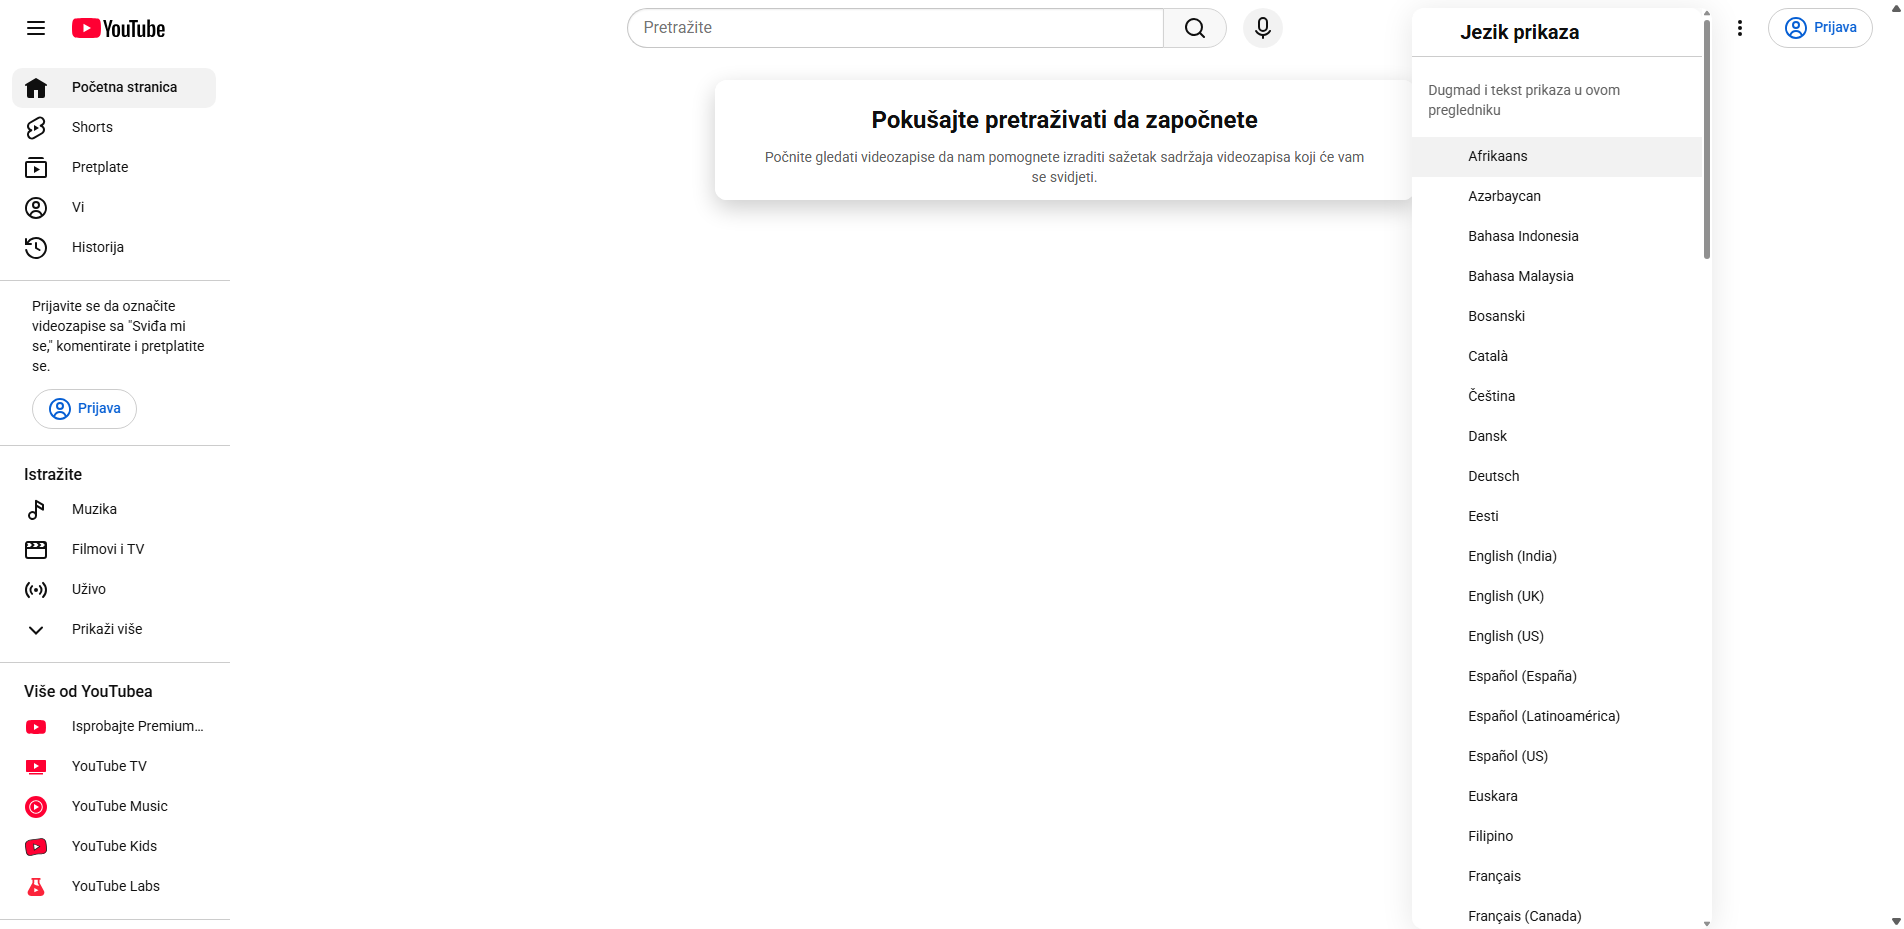 YouTube
Pretražite
Prijava
Početna stranica
Shorts
Pretplate
Vi
Historija
Prijavite se da označite
videozapise sa "Sviđa mi
se," komentirate i pretplatite
se.
Prijava
Istražite
Muzika
Filmovi i TV
Uživo
Prikaži više
Više od YouTubea
Isprobajte Premium…
YouTube TV
YouTube Music
YouTube Kids
YouTube Labs
Pokušajte pretraživati da započnete
Počnite gledati videozapise da nam pomognete izraditi sažetak sadržaja videozapisa koji će vam
se svidjeti.
Jezik prikaza
Dugmad i tekst prikaza u ovom
pregledniku
Afrikaans
Azərbaycan
Bahasa Indonesia
Bahasa Malaysia
Bosanski
Català
Čeština
Dansk
Deutsch
Eesti
English (India)
English (UK)
English (US)
Español (España)
Español (Latinoamérica)
Español (US)
Euskara
Filipino
Français
Français (Canada)